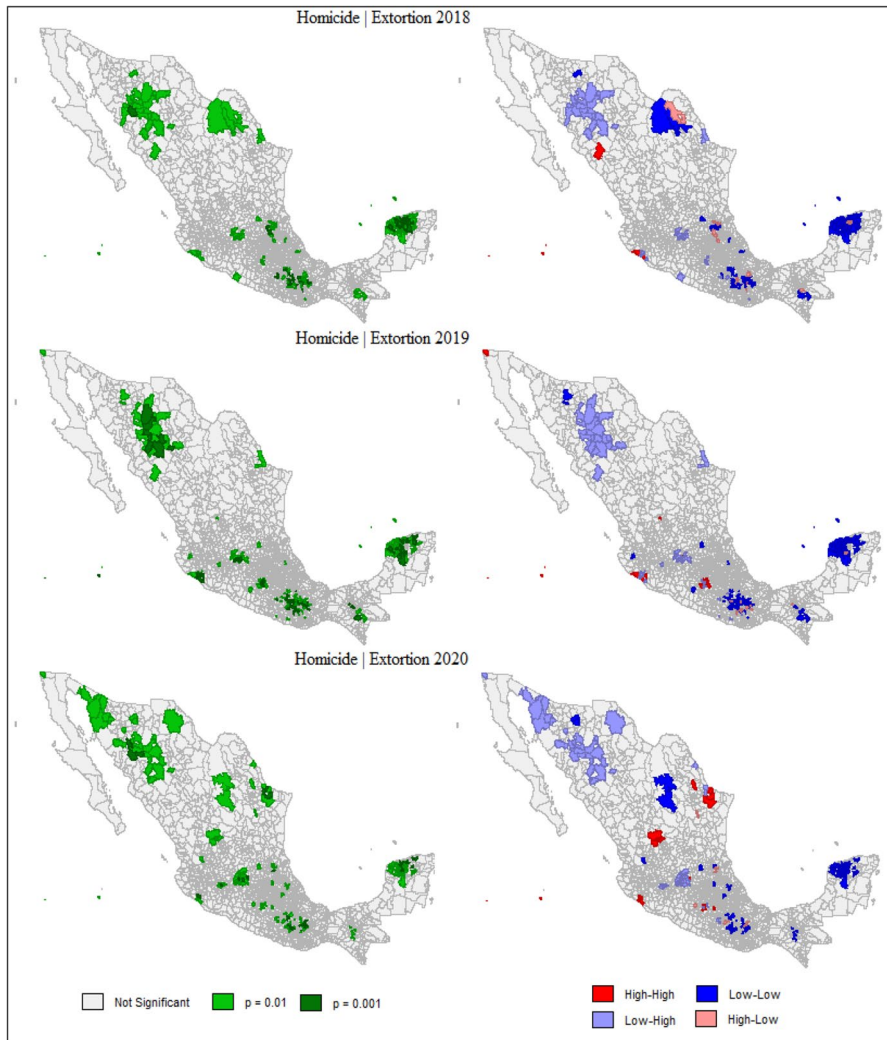 Homicide | Extortion 2018
Homicide | Extortion 2019
Homicide | Extortion 2020
Not Significant
p = 0.01
p = 0.001
High-High
Low-Low
Low-High
High-Low